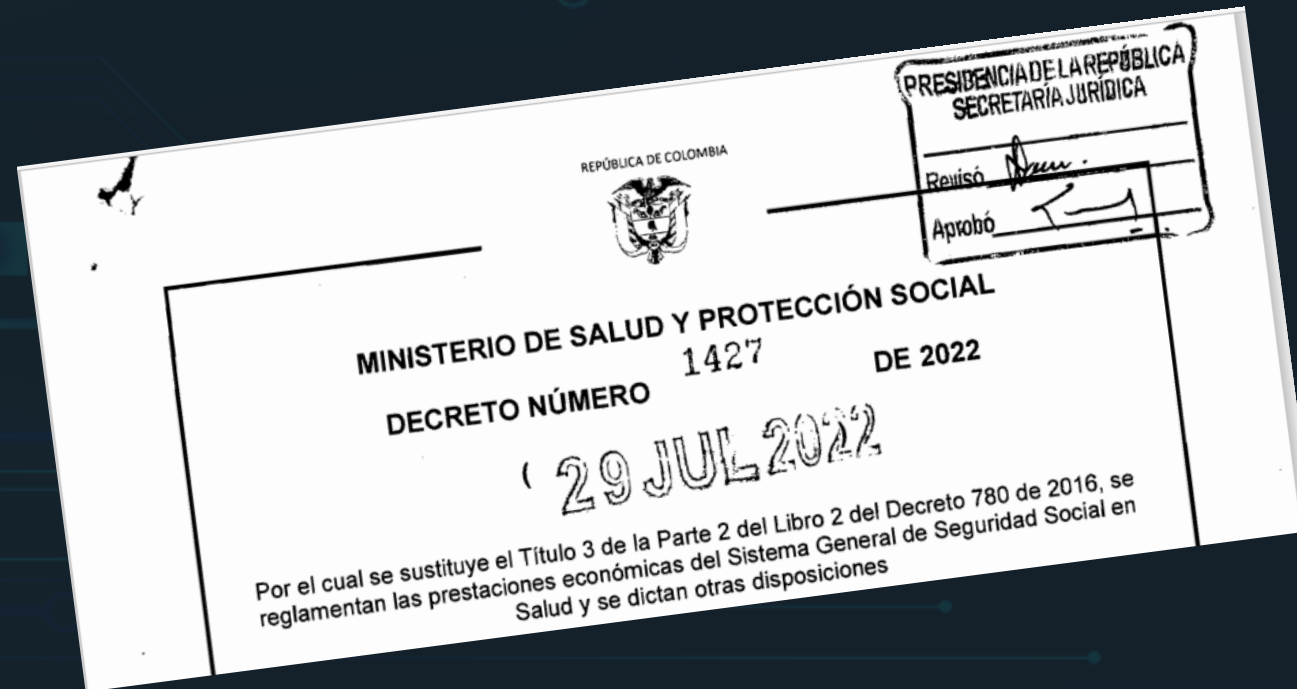 PRESIDENCIA DE LA REPÚBLICA
SECRETARÍA JURÍDICA
Revisó
Aprobó
REPÚBLICA DE COLOMBIA
MINISTERIO DE SALUD Y PROTECCIÓN SOCIAL
DECRETO NÚMERO 1427 DE 2022
( 29 JUL 2022
Por el cual se sustituye el Título 3 de la Parte 2 del Libro 2 del Decreto 780 de 2016, se
reglamentan las prestaciones económicas del Sistema General de Seguridad Social en
Salud y se dictan otras disposiciones